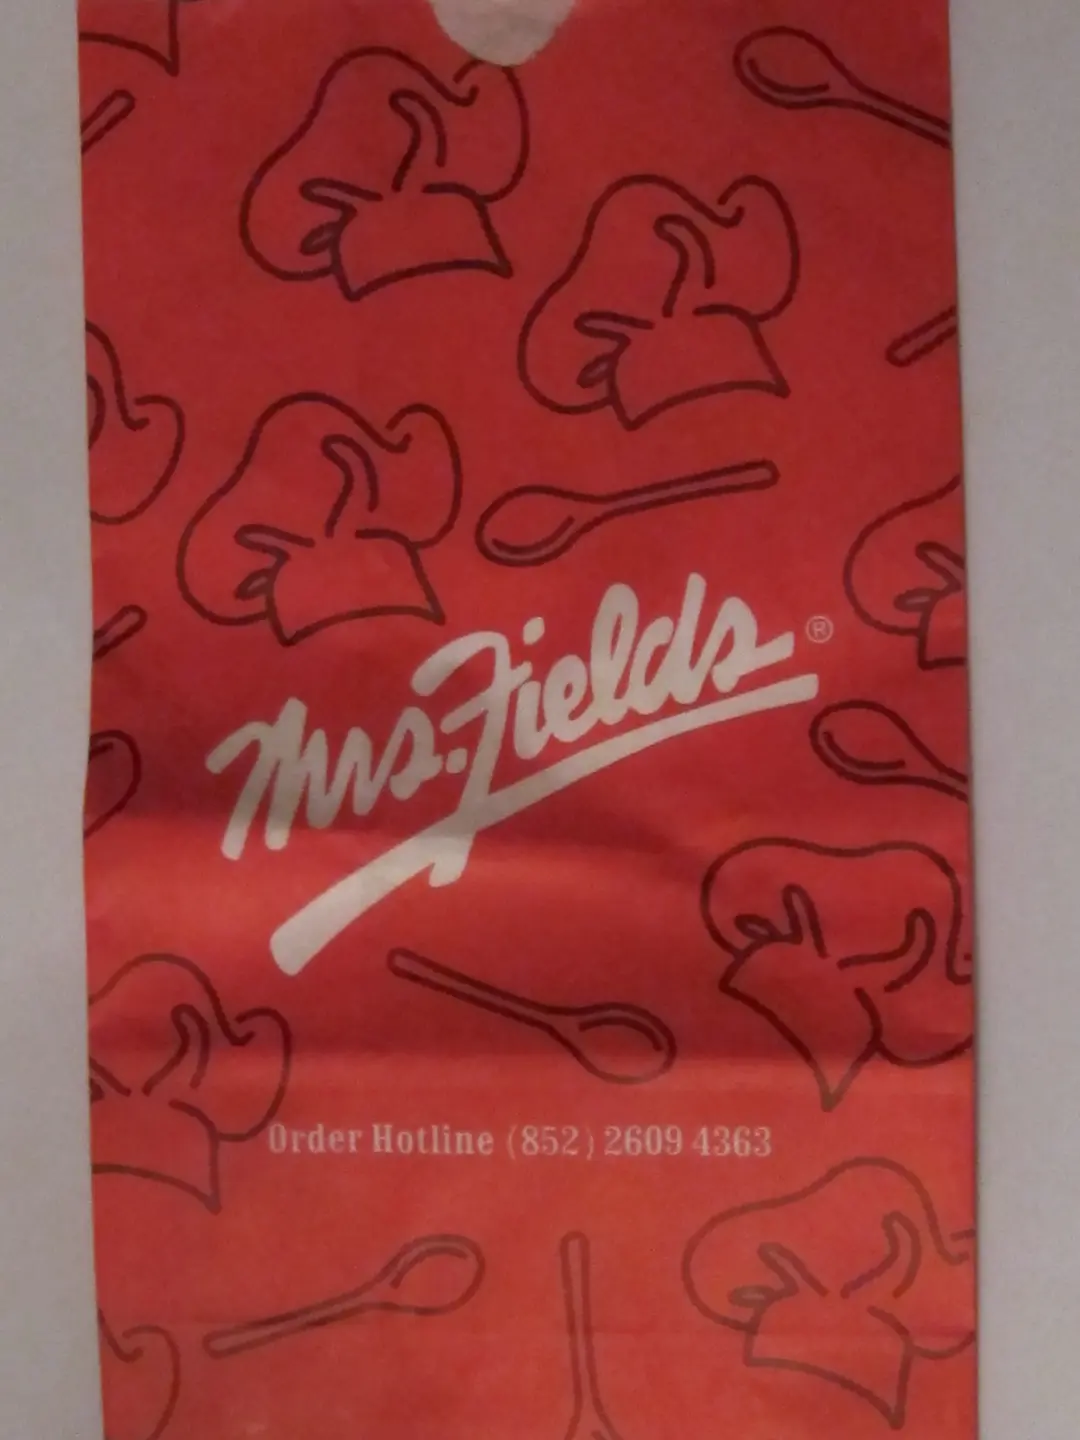 Mrs. Fields ®
Order Hotline (852) 2609 4363